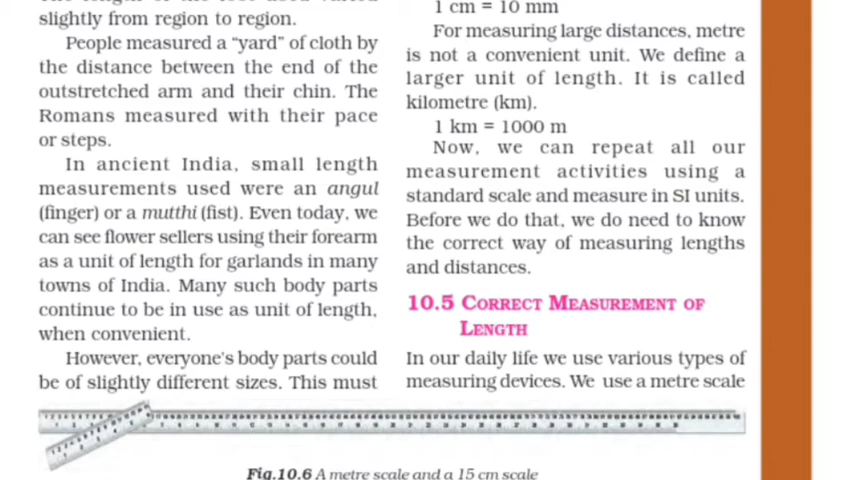 slightly from region to region.
People measured a “yard” of cloth by
the distance between the end of the
outstretched arm and their chin. The
Romans measured with their pace
or steps.
In ancient India, small length
measurements used were an angul
(finger) or a mutthi (fist). Even today, we
can see flower sellers using their forearm
as a unit of length for garlands in many
towns of India. Many such body parts
continue to be in use as unit of length,
when convenient.
However, everyone’s body parts could
be of slightly different sizes. This must
1 cm = 10 mm
For measuring large distances, metre
is not a convenient unit. We define a
larger unit of length. It is called
kilometre (km).
1 km = 1000 m
Now, we can repeat all our
measurement activities using a
standard scale and measure in SI units.
Before we do that, we do need to know
the correct way of measuring lengths
and distances.
10.5 CORRECT MEASUREMENT OF
LENGTH
In our daily life we use various types of
measuring devices. We use a metre scale
Fig.10.6 A metre scale and a 15 cm scale